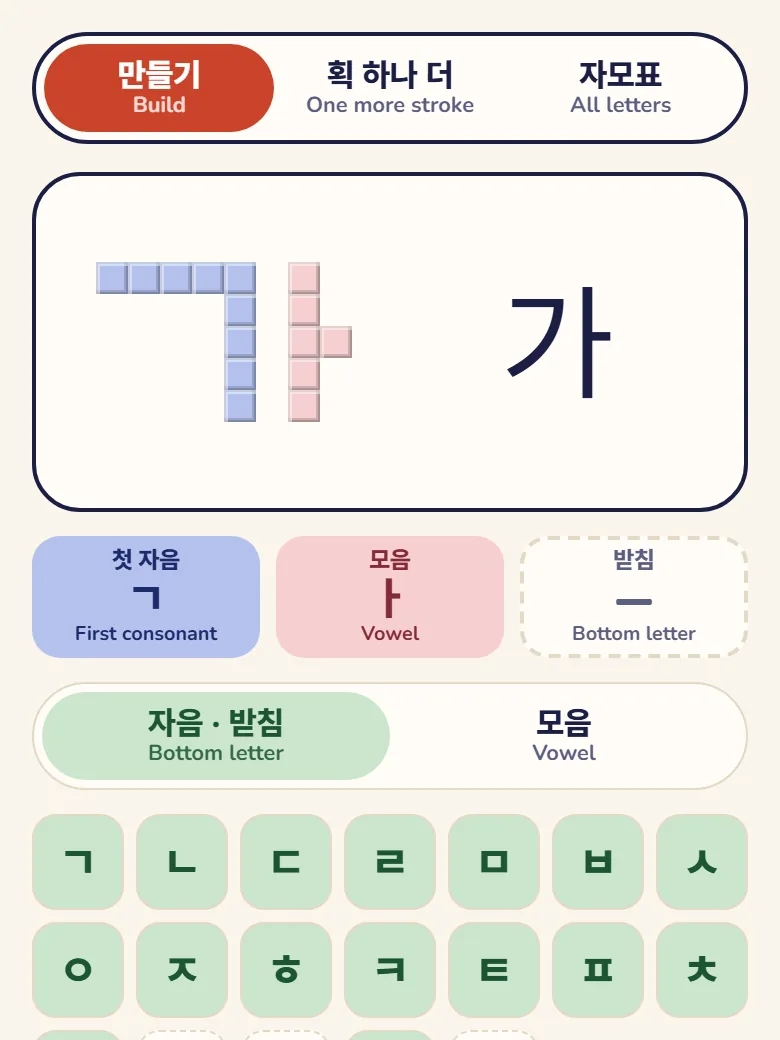 만들기
Build
획 하나 더
One more stroke
자모표
All letters
가
첫 자음
ㄱ
First consonant
모음
ㅏ
Vowel
받침
—
Bottom letter
자음 · 받침
Bottom letter
모음
Vowel
ㄱ ㄴ ㄷ ㄹ ㅁ ㅂ ㅅ
ㅇ ㅈ ㅎ ㅋ ㅌ ㅍ ㅊ